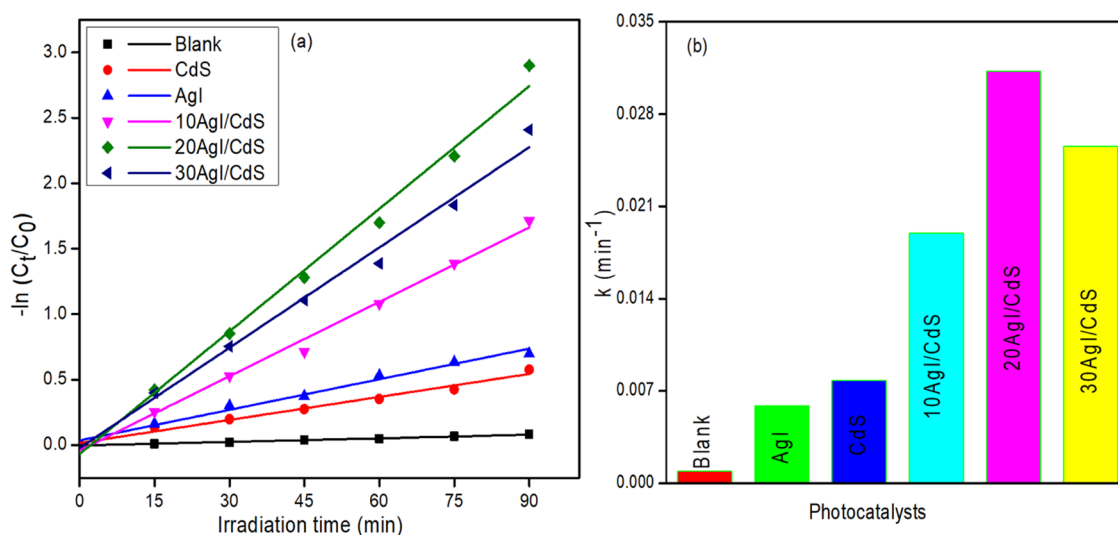 (a)
Blank
CdS
AgI
10AgI/CdS
20AgI/CdS
30AgI/CdS
3.0
2.5
2.0
1.5
1.0
0.5
0.0
-ln (Ct/C0)
0 15 30 45 60 75 90
Irradiation time (min)
(b)
0.035
0.028
0.021
0.014
0.007
0.000
k (min-1)
Blank
AgI
CdS
10AgI/CdS
20AgI/CdS
30AgI/CdS
Photocatalysts